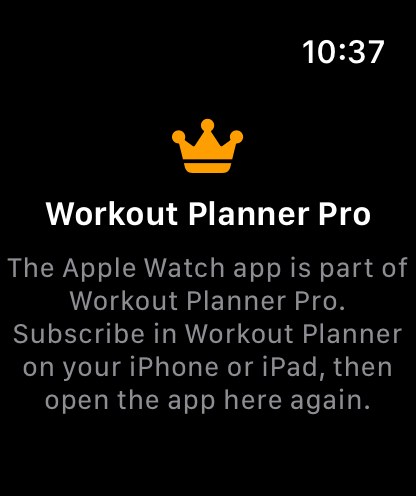 10:37
Workout Planner Pro
The Apple Watch app is part of
Workout Planner Pro.
Subscribe in Workout Planner
on your iPhone or iPad, then
open the app here again.